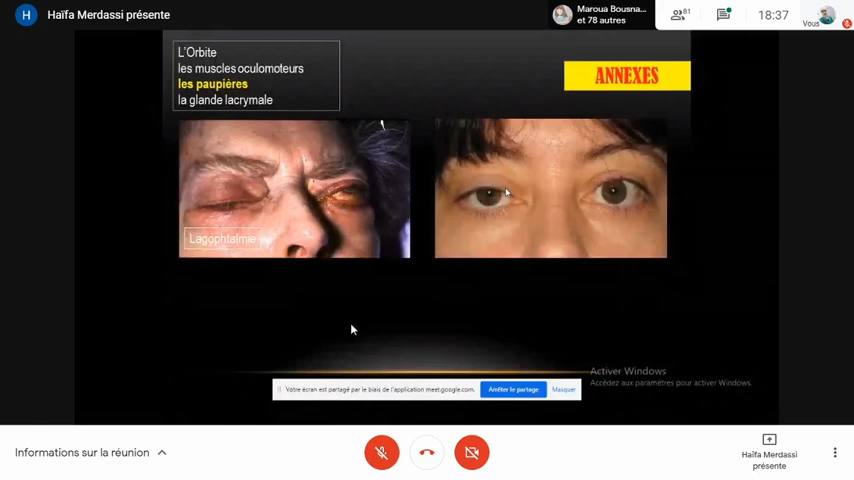 H
Haïfa Merdassi présente
Maroua Bousna...
et 78 autres
81
18:37
Vous
L'Orbite
les muscles oculomoteurs
les paupières
la glande lacrymale
ANNEXES
Lagophtalmie
Activer Windows
Accédez aux paramètres pour activer Windows.
Votre écran est partagé par le biais de l'application meet.google.com.
Arrêter le partage
Masquer
Informations sur la réunion
Haïfa Merdassi
présente